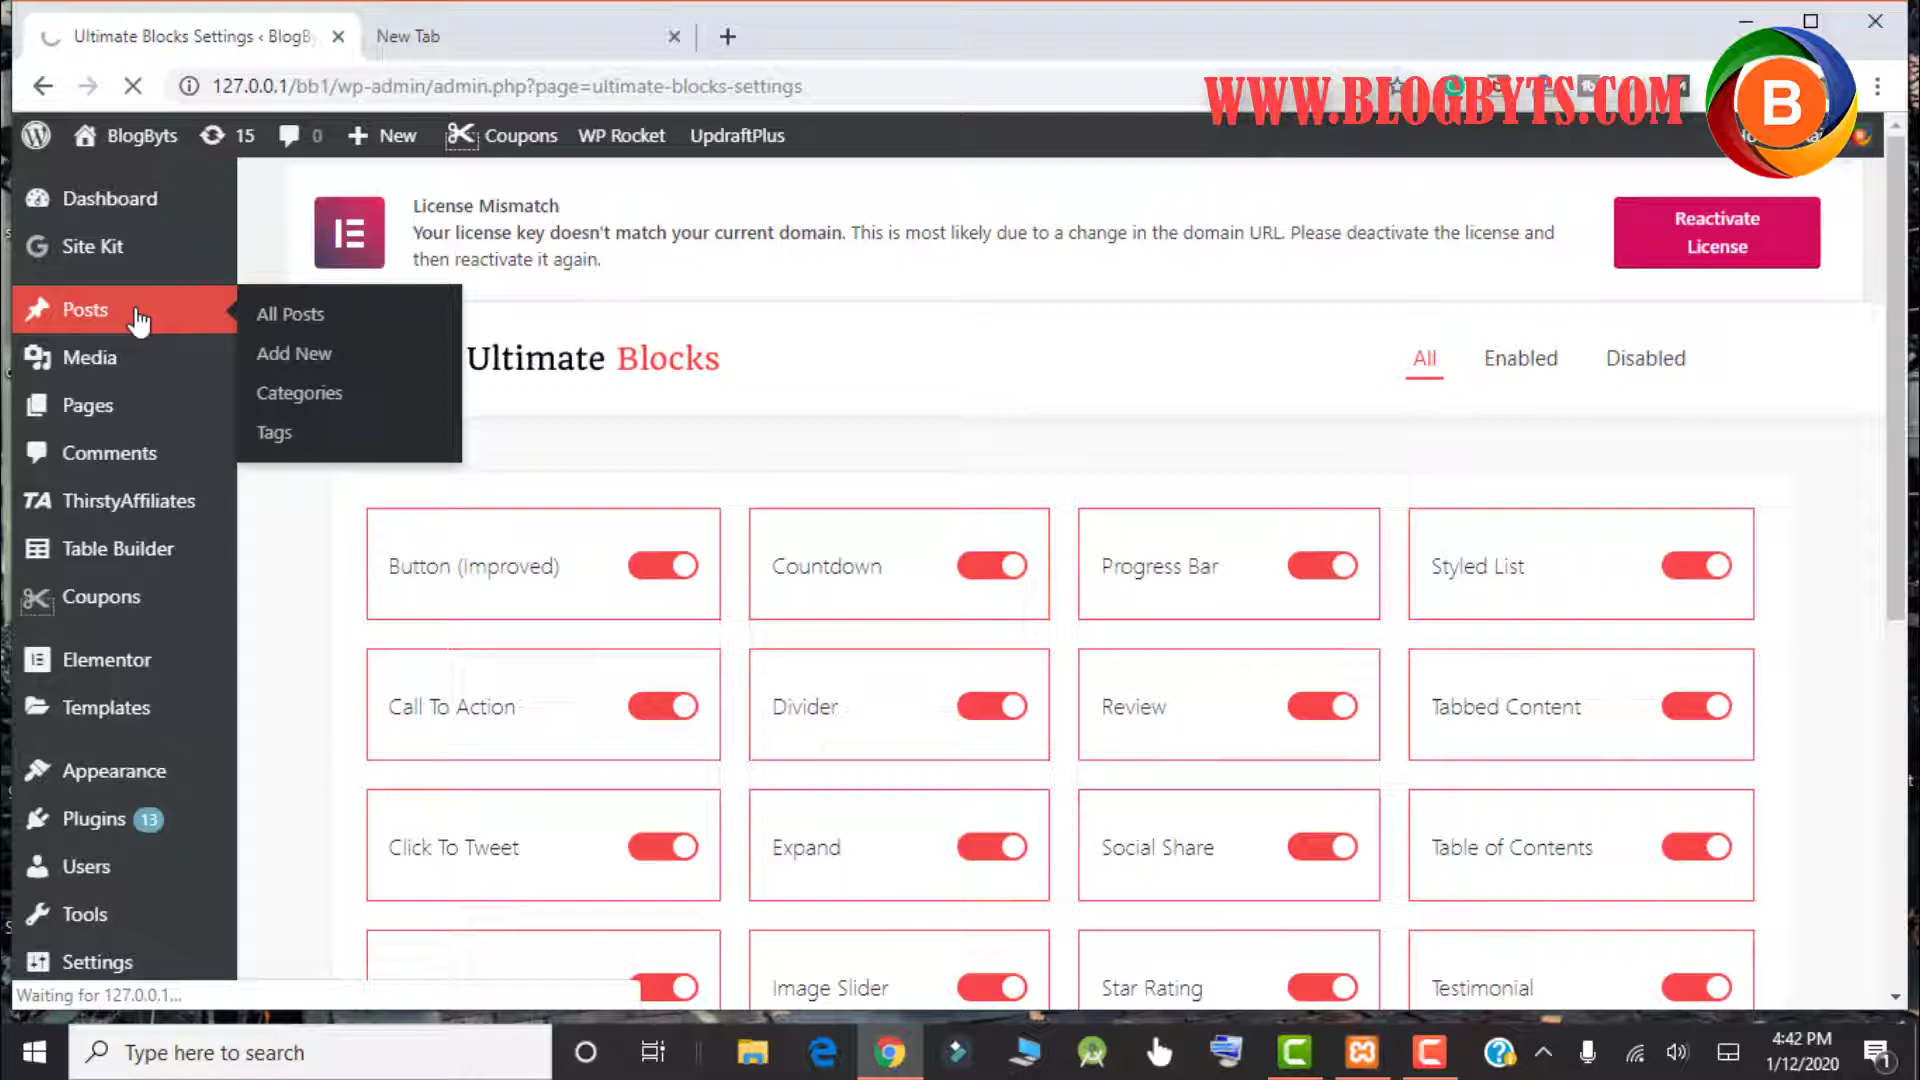 Ultimate Blocks Settings ‹ BlogBy
New Tab
127.0.0.1/bb1/wp-admin/admin.php?page=ultimate-blocks-settings
WWW.BLOGBYTS.COM
B
BlogByts
15
0
New
Coupons
WP Rocket
UpdraftPlus
Dashboard
Site Kit
Posts
Media
Pages
Comments
TA ThirstyAffiliates
Table Builder
Coupons
Elementor
Templates
Appearance
Plugins 13
Users
Tools
Settings
All Posts
Add New
Categories
Tags
License Mismatch
Your license key doesn't match your current domain. This is most likely due to a change in the domain URL. Please deactivate the license and
then reactivate it again.
Reactivate
License
Ultimate Blocks
All
Enabled
Disabled
Button (Improved)
Countdown
Progress Bar
Styled List
Call To Action
Divider
Review
Tabbed Content
Click To Tweet
Expand
Social Share
Table of Contents
Image Slider
Star Rating
Testimonial
Waiting for 127.0.0.1...
Type here to search
4:42 PM
1/12/2020
1